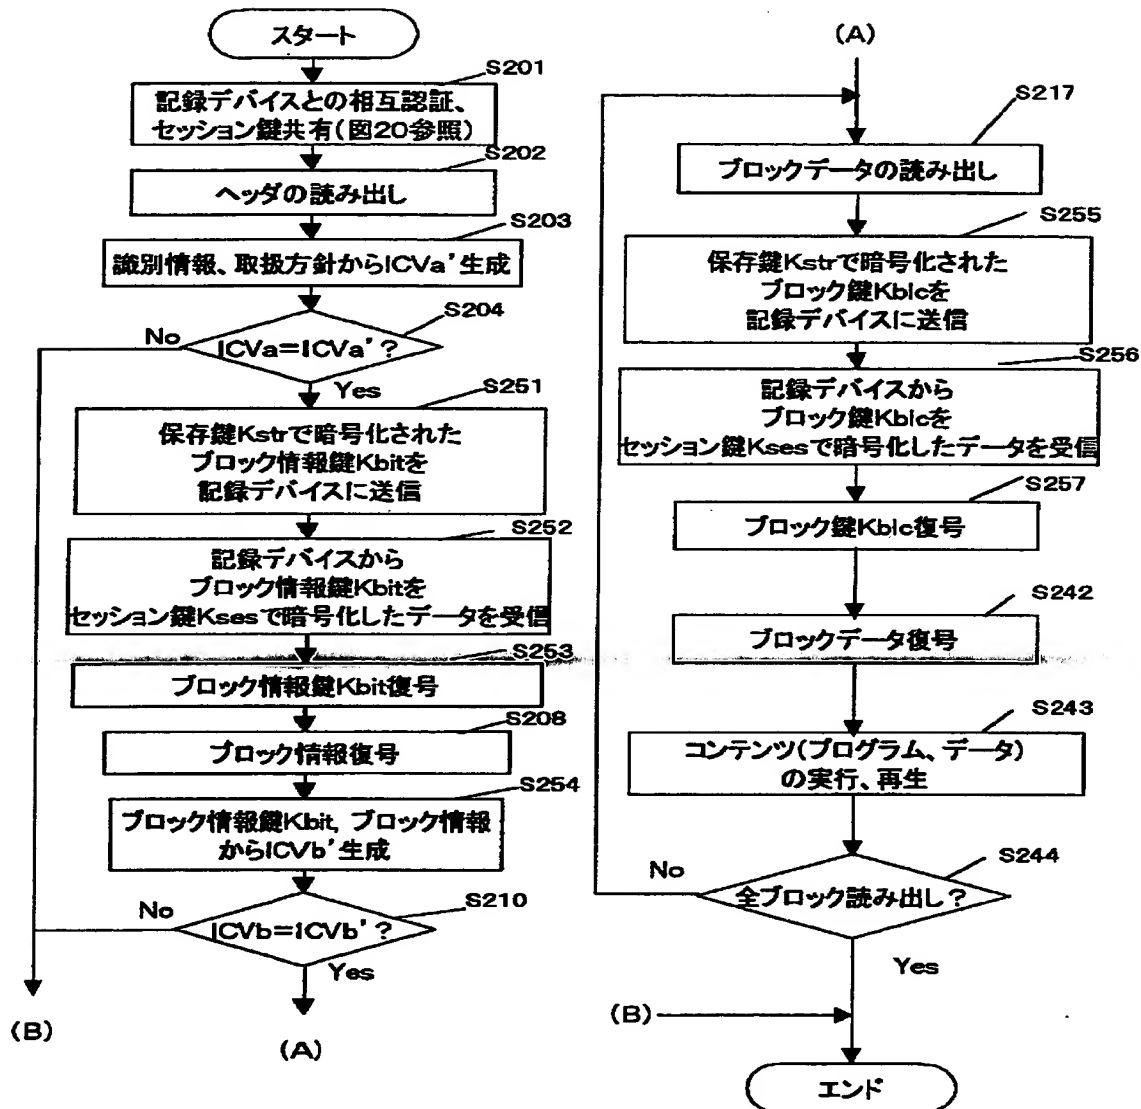 スタート
S201
記録デバイスとの相互認証、
セッション鍵共有(図20参照)
S202
ヘッダの読み出し
S203
識別情報、取扱方針からICVa'生成
S204
No
ICVa=ICVa'?
Yes
S251
保存鍵Kstrで暗号化された
ブロック情報鍵Kbitを
記録デバイスに送信
S252
記録デバイスから
ブロック情報鍵Kbitを
セッション鍵Ksesで暗号化したデータを受信
S253
ブロック情報鍵Kbit復号
S208
ブロック情報復号
S254
ブロック情報鍵Kbit, ブロック情報
からICVb'生成
S210
No
ICVb=ICVb'?
Yes
(B)
(A)
(A)
S217
ブロックデータの読み出し
S255
保存鍵Kstrで暗号化された
ブロック鍵Kblcを
記録デバイスに送信
S256
記録デバイスから
ブロック鍵Kblcを
セッション鍵Ksesで暗号化したデータを受信
S257
ブロック鍵Kblc復号
S242
ブロックデータ復号
S243
コンテンツ(プログラム、データ)
の実行、再生
S244
No
全ブロック読み出し?
Yes
(B)
エンド